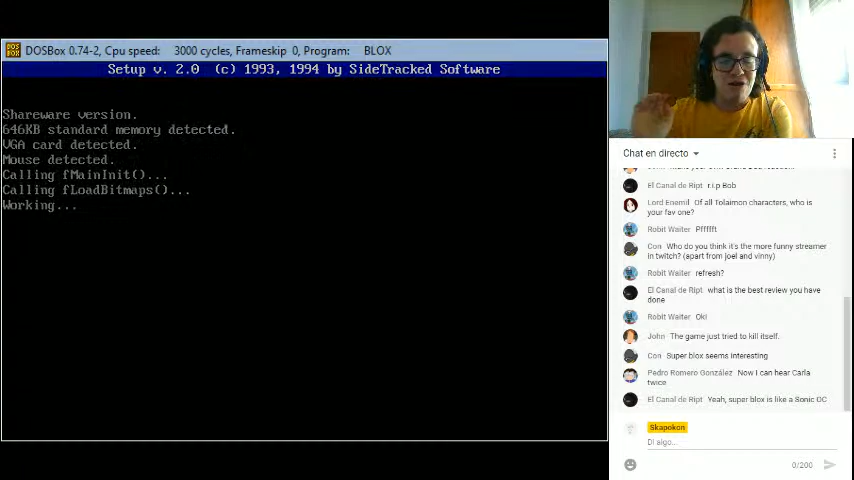 DOSBox 0.74-2, Cpu speed: 3000 cycles, Frameskip 0, Program: BLOX
Setup v. 2.0 (c) 1993, 1994 by SideTracked Software
Shareware version.
646KB standard memory detected.
VGA card detected.
Mouse detected.
Calling fMainInit()...
Calling fLoadBitmaps()...
Working...
Chat en directo
El Canal de Ript r.i.p Bob
Lord Enemil Of all Tolaimon characters, who is
your fav one?
Robit Waiter Pffffft
Con Who do you think it's the more funny streamer
in twitch? (apart from joel and vinny)
Robit Waiter refresh?
El Canal de Ript what is the best review you have
done
Robit Waiter Oki
John The game just tried to kill itself.
Con Super blox seems interesting
Pedro Romero González Now I can hear Carla
twice
El Canal de Ript Yeah, super blox is like a Sonic OC
Skapokon
Di algo...
0/200